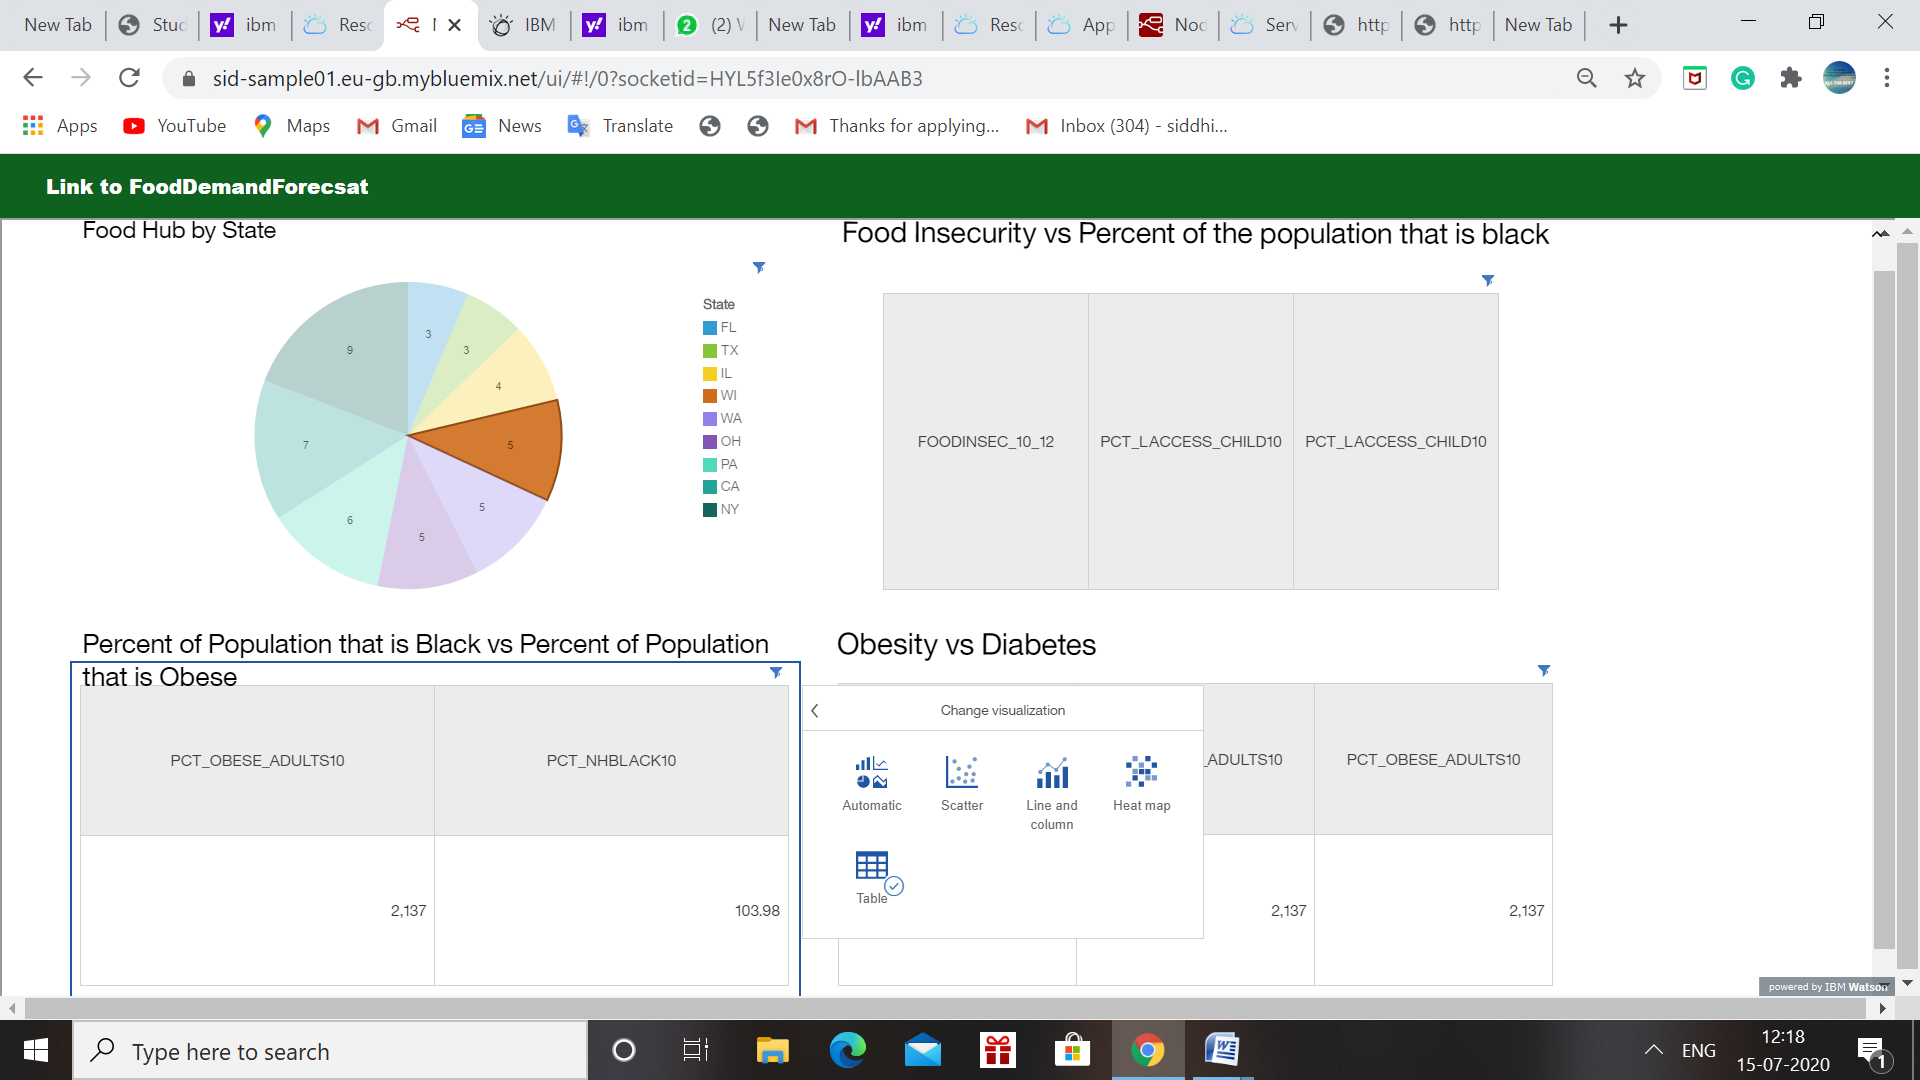 New Tab
Stud
ibm
Resc
IBM
ibm
2 (2)
New Tab
ibm
Resc
App
Nod
Serv
http
http
New Tab
sid-sample01.eu-gb.mybluemix.net/ui/#!/0?socketid=HYL5f3Ie0x8rO-lbAAB3
Apps YouTube Maps Gmail News Translate Thanks for applying... Inbox (304) - siddhi...
Link to FoodDemandForecsat
Food Hub by State
State
FL
TX
IL
WI
WA
OH
PA
CA
NY
3
3
4
5
5
5
6
7
9
Food Insecurity vs Percent of the population that is black
FOODINSEC_10_12 PCT_LACCESS_CHILD10 PCT_LACCESS_CHILD10
Percent of Population that is Black vs Percent of Population
that is Obese
PCT_OBESE_ADULTS10 PCT_NHBLACK10
2,137 103.98
Change visualization
Automatic
Scatter
Line and
column
Heat map
Table
Obesity vs Diabetes
_ADULTS10 PCT_OBESE_ADULTS10
2,137 2,137
powered by IBM Watson
Type here to search
ENG
12:18
15-07-2020
1